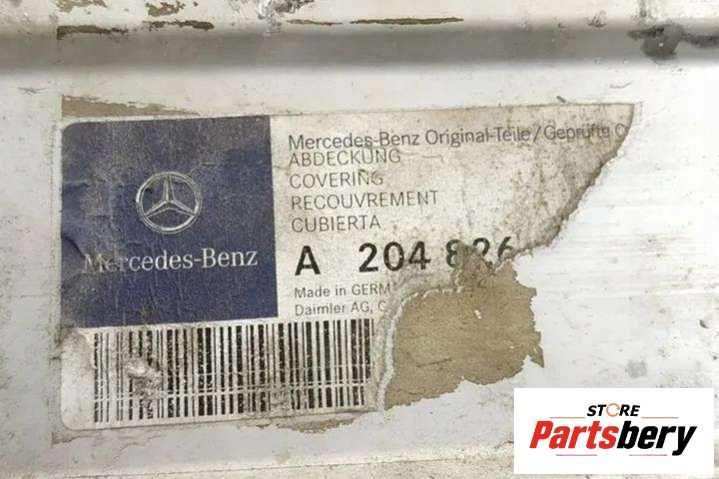 Mercedes-Benz
Mercedes-Benz Original-Teile/Geprüfte
ABDECKUNG
COVERING
RECOUVREMENT
CUBIERTA
A 204 826
Made in GERM
Daimler AG,
STORE
Partsbery